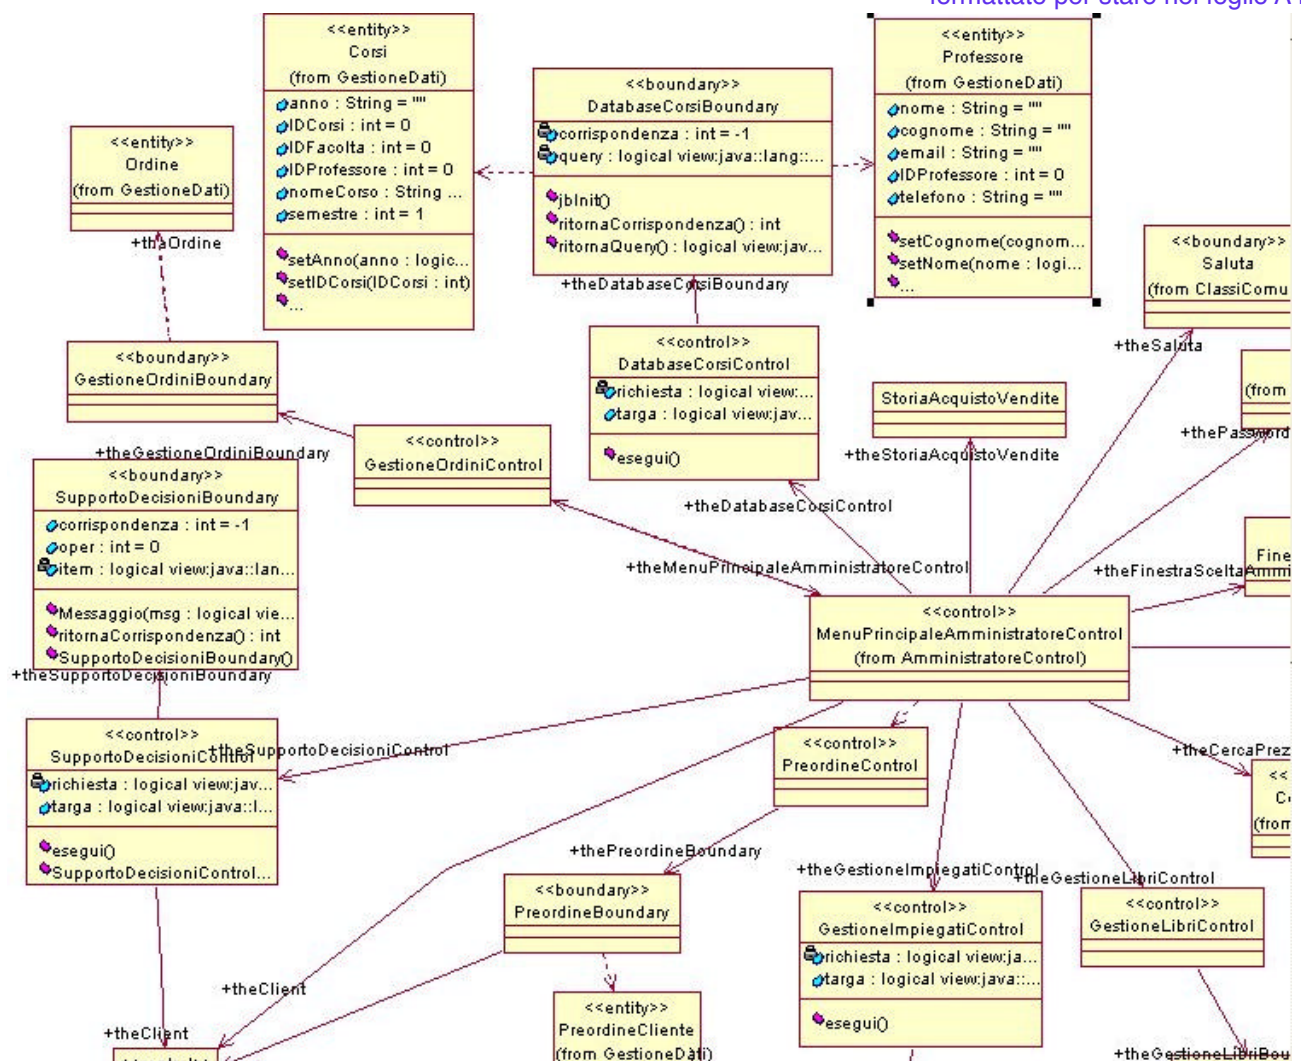 formattato per stare nel foglio A4
<<entity>>
Corsi
(from GestioneDati)
anno : String = ""
IDCorsi : int = 0
IDFacolta : int = 0
IDProfessore : int = 0
nomeCorso : String ...
semestre : int = 1
setAnno(anno : logic...
setIDCorsi(IDCorsi : int)
...
<<boundary>>
DatabaseCorsiBoundary
corrispondenza : int = -1
query : logical view:java::lang::...
jbInit()
ritornaCorrispondenza() : int
ritornaQuery() : logical view:jav...
+theDatabaseCorsiBoundary
<<entity>>
Professore
(from GestioneDati)
nome : String = ""
cognome : String = ""
email : String = ""
IDProfessore : int = 0
telefono : String = ""
setCognome(cognom...
setNome(nome : logi...
...
<<entity>>
Ordine
(from GestioneDati)
+theOrdine
<<boundary>>
Saluta
(from ClassiComu
+theSaluta
<<boundary>>
GestioneOrdiniBoundary
+theGestioneOrdiniBoundary
<<control>>
DatabaseCorsiControl
richiesta : logical view:...
targa : logical view:jav...
esegui()
+theDatabaseCorsiControl
StoriaAcquistoVendite
+theStoriaAcquistoVendite
(from
+thePassword
<<control>>
GestioneOrdiniControl
<<boundary>>
SupportoDecisioniBoundary
corrispondenza : int = -1
oper : int = 0
item : logical view:java::lan...
Messaggio(msg : logical vie...
ritornaCorrispondenza() : int
SupportoDecisioniBoundary()
+theSupportoDecisioniBoundary
+theMenuPrincipaleAmministratoreControl
Fine
+theFinestraSceltaAmmi
<<control>>
MenuPrincipaleAmministratoreControl
(from AmministratoreControl)
<<control>>
SupportoDecisioniControl
richiesta : logical view:jav...
targa : logical view:java::l...
esegui()
SupportoDecisioniControl...
+theSupportoDecisioniControl
<<control>>
PreordineControl
+theCercaPrez
<<
(from
+thePreordineBoundary
+theGestioneImpiegatiControl
+theGestioneLibriControl
<<boundary>>
PreordineBoundary
<<control>>
GestioneImpiegatiControl
richiesta : logical view:ja...
targa : logical view:java::...
esegui()
<<control>>
GestioneLibriControl
+theClient
+theClient
<<entity>>
PreordineCliente
(from GestioneDati)
+theGestioneLibriBou